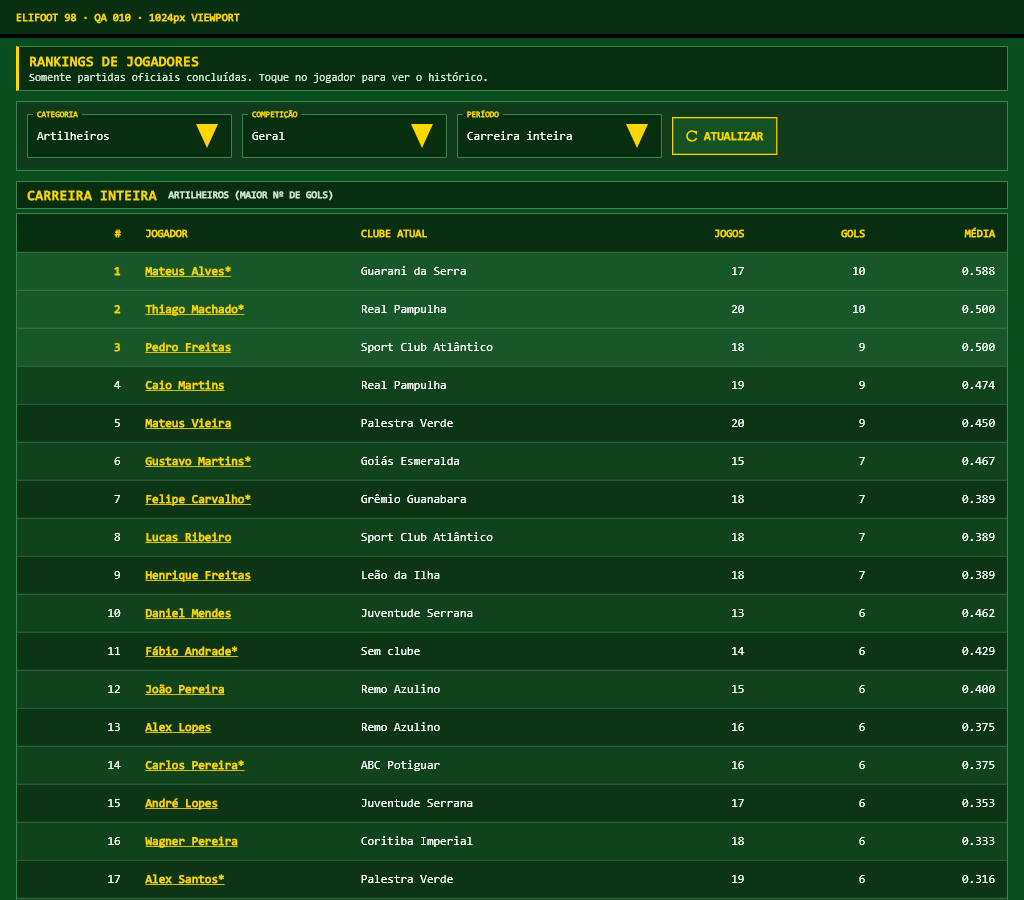 ELIFOOT 98 · QA 010 · 1024px VIEWPORT
RANKINGS DE JOGADORES
Somente partidas oficiais concluídas. Toque no jogador para ver o histórico.
CATEGORIA COMPETIÇÃO PERÍODO
Artilheiros Geral Carreira inteira ATUALIZAR
CARREIRA INTEIRA ARTILHEIROS (MAIOR Nº DE GOLS)
# JOGADOR CLUBE ATUAL JOGOS GOLS MÉDIA
1 Mateus Alves* Guarani da Serra 17 10 0.588
2 Thiago Machado* Real Pampulha 20 10 0.500
3 Pedro Freitas Sport Club Atlântico 18 9 0.500
4 Caio Martins Real Pampulha 19 9 0.474
5 Mateus Vieira Palestra Verde 20 9 0.450
6 Gustavo Martins* Goiás Esmeralda 15 7 0.467
7 Felipe Carvalho* Grêmio Guanabara 18 7 0.389
8 Lucas Ribeiro Sport Club Atlântico 18 7 0.389
9 Henrique Freitas Leão da Ilha 18 7 0.389
10 Daniel Mendes Juventude Serrana 13 6 0.462
11 Fábio Andrade* Sem clube 14 6 0.429
12 João Pereira Remo Azulino 15 6 0.400
13 Alex Lopes Remo Azulino 16 6 0.375
14 Carlos Pereira* ABC Potiguar 16 6 0.375
15 André Lopes Juventude Serrana 17 6 0.353
16 Wagner Pereira Coritiba Imperial 18 6 0.333
17 Alex Santos* Palestra Verde 19 6 0.316